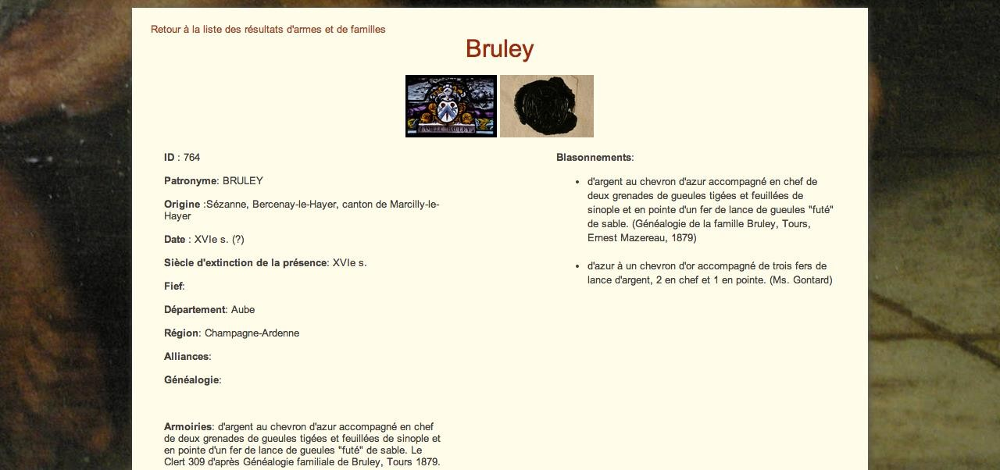 Retour à la liste des résultats d'armes et de familles
Bruley
FAMILLE BRULEY
ID : 764
Patronyme: BRULEY
Origine :Sézanne, Bercenay-le-Hayer, canton de Marcilly-le-
Hayer
Date : XVIe s. (?)
Siècle d'extinction de la présence: XVIe s.
Fief:
Département: Aube
Région: Champagne-Ardenne
Alliances:
Généalogie:
Armoiries: d'argent au chevron d'azur accompagné en chef
de deux grenades de gueules tigées et feuillées de sinople et
en pointe d'un fer de lance de gueules "futé" de sable. Le
Clert 309 d'après Généalogie familiale de Bruley, Tours 1879.
Blasonnements:
• d'argent au chevron d'azur accompagné en chef de
deux grenades de gueules tigées et feuillées de
sinople et en pointe d'un fer de lance de gueules "futé"
de sable. (Généalogie de la famille Bruley, Tours,
Ernest Mazereau, 1879)
• d'azur à un chevron d'or accompagné de trois fers de
lance d'argent, 2 en chef et 1 en pointe. (Ms. Gontard)